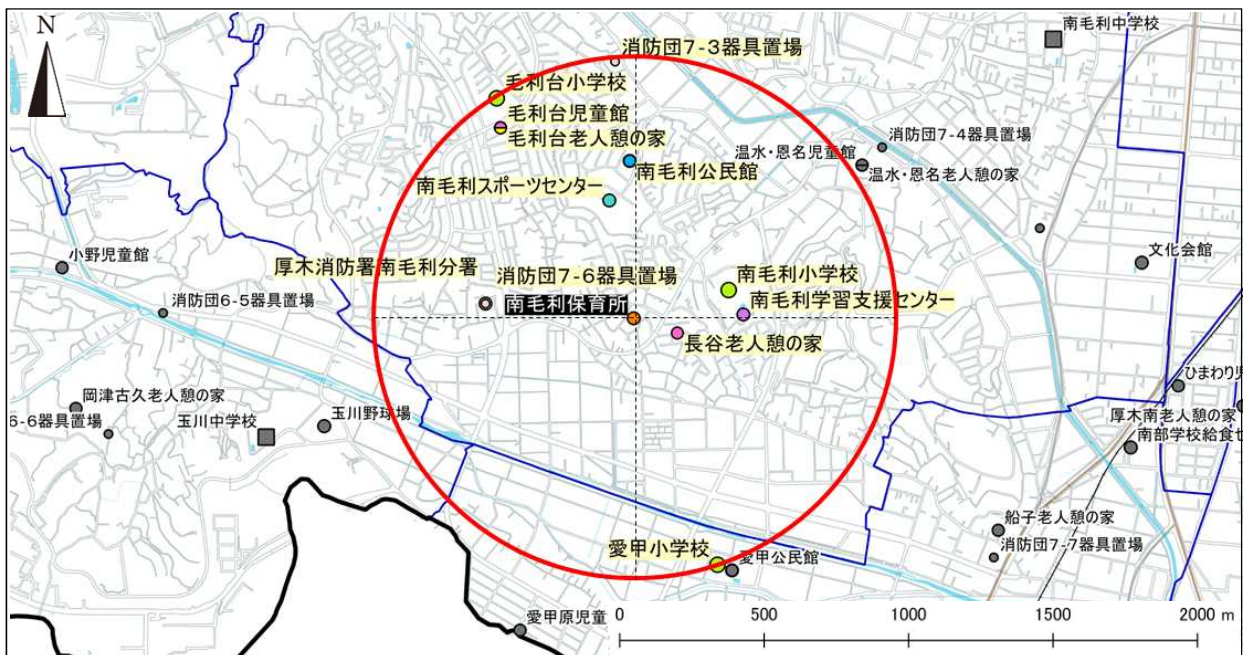 N
南毛利中学校
消防団7-3器具置場
毛利台小学校
毛利台児童館
毛利台老人憩の家
南毛利公民館
南毛利スポーツセンター
消防団7-4器具置場
温水・恩名児童館
温水・恩名老人憩の家
文化会館
小野児童館
厚木消防署南毛利分署
消防団7-6器具置場
南毛利小学校
消防団6-5器具置場
南毛利保育所
南毛利学習支援センター
長谷老人憩の家
岡津古久老人憩の家
6-6器具置場
玉川中学校
玉川野球場
ひまわり児
厚木南老人憩の家
南部学校給食セ
船子老人憩の家
消防団7-7器具置場
愛甲小学校
愛甲公民館
愛甲原児童
0 500 1000 1500 2000 m